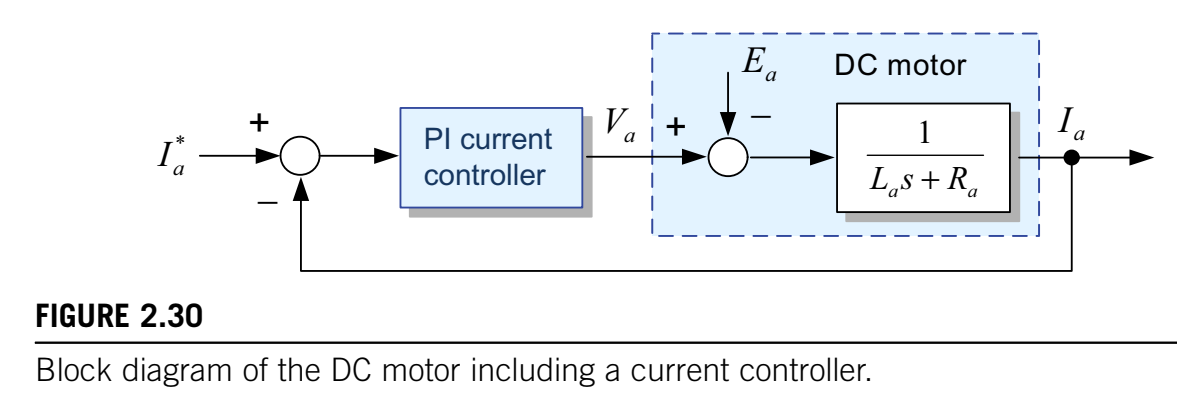 E_a
DC motor
+
−
I_a^*
PI current
controller
V_a
+
1
L_a s + R_a
I_a
−
FIGURE 2.30
Block diagram of the DC motor including a current controller.